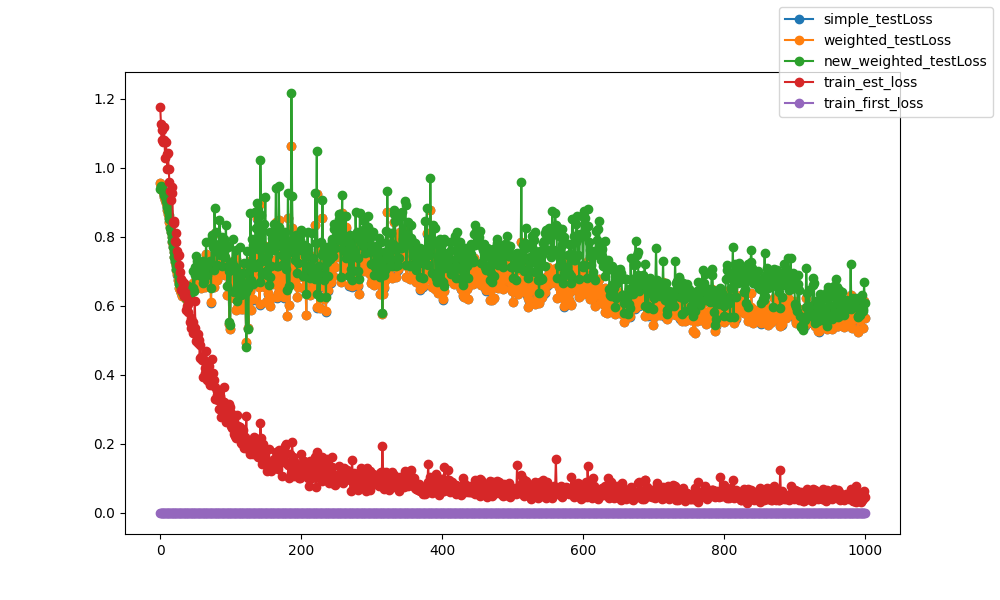 simple_testLoss
weighted_testLoss
new_weighted_testLoss
train_est_loss
train_first_loss
1.2
1.0
0.8
0.6
0.4
0.2
0.0
0 200 400 600 800 1000